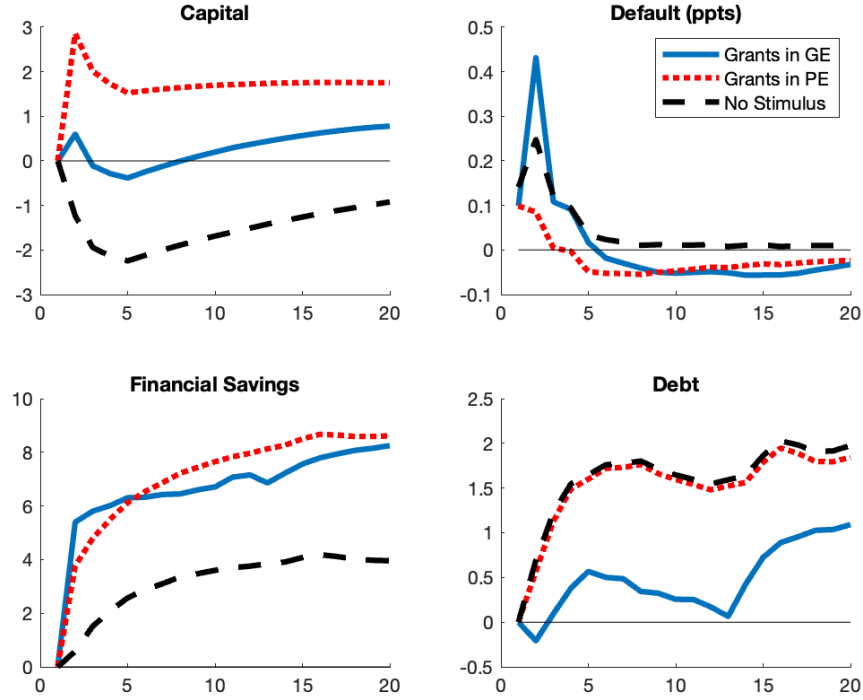 Capital
3
2
1
0
-1
-2
-3
0 5 10 15 20
Default (ppts)
0.5
0.4
0.3
0.2
0.1
0
-0.1
0 5 10 15 20
Grants in GE
Grants in PE
No Stimulus
Financial Savings
10
8
6
4
2
0
0 5 10 15 20
Debt
2.5
2
1.5
1
0.5
0
-0.5
0 5 10 15 20